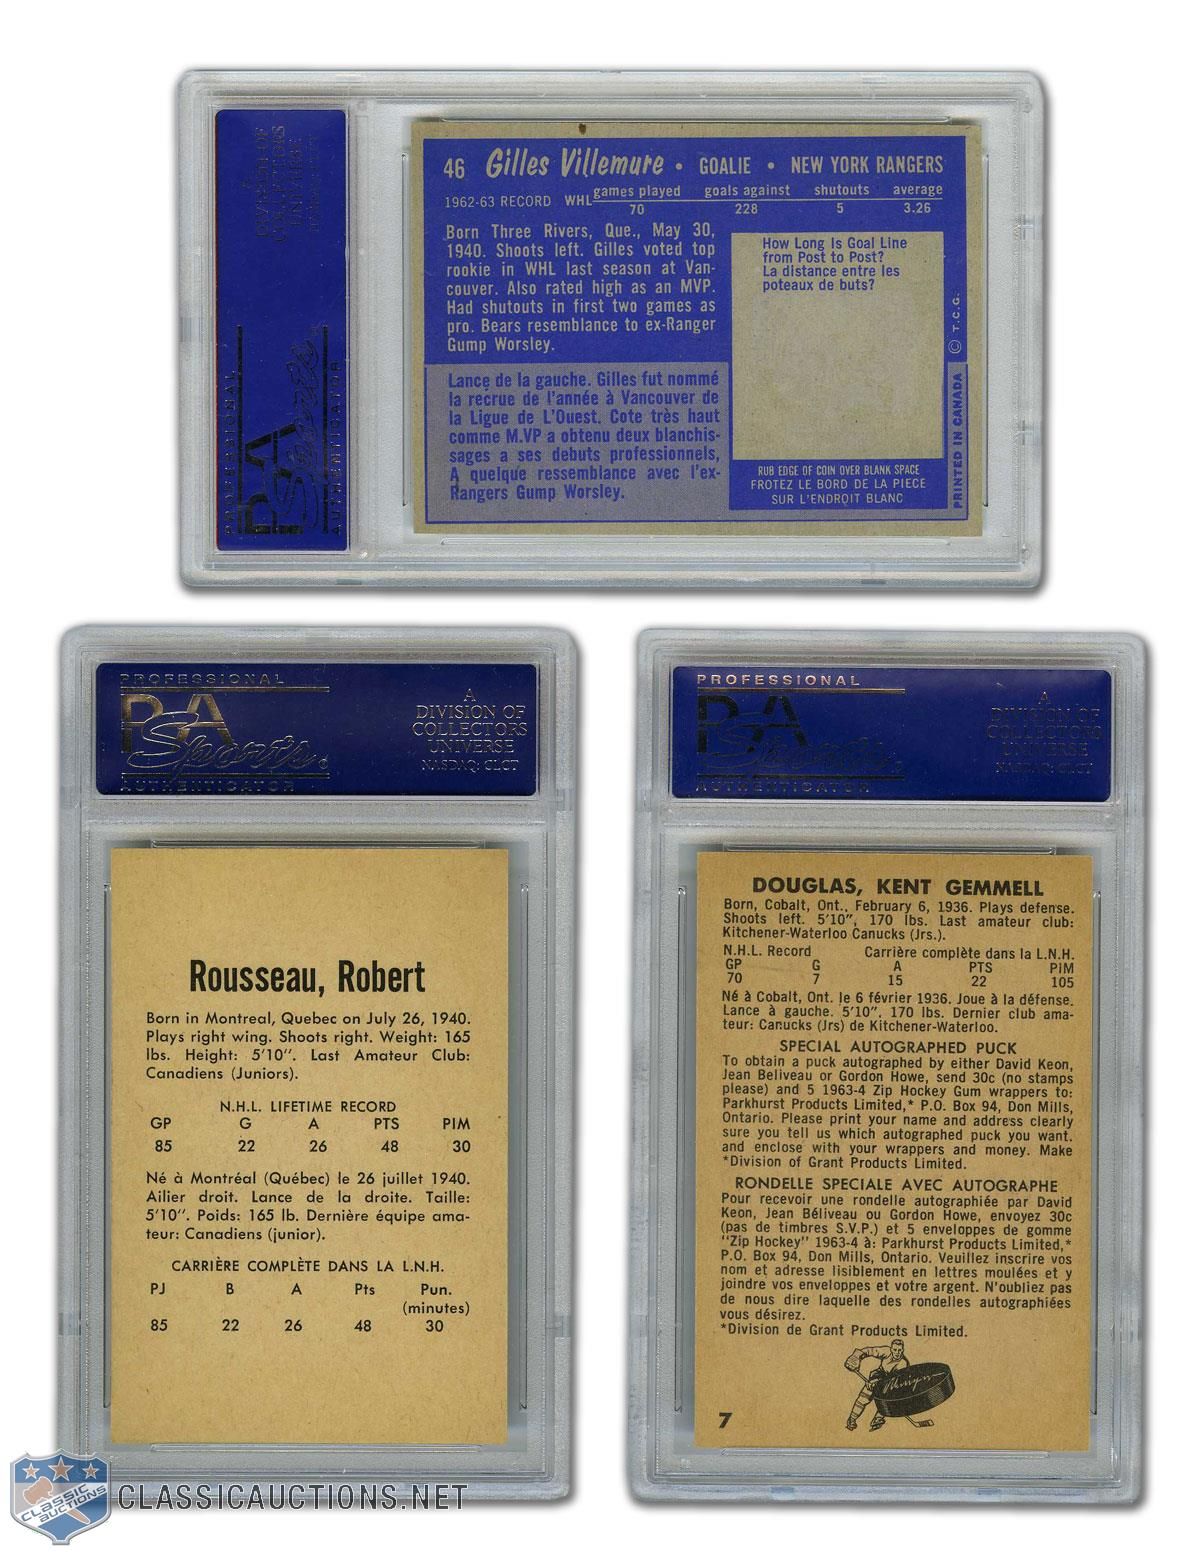 A
DIVISION OF
COLLECTORS
UNIVERSE
PROFESSIONAL
PSA
Sports
AUTHENTICATOR
46 Gilles Villemure • GOALIE • NEW YORK RANGERS
games played goals against shutouts average
1962-63 RECORD WHL 70 228 5 3.26
Born Three Rivers, Que., May 30,
1940. Shoots left. Gilles voted top
rookie in WHL last season at Van-
couver. Also rated high as an MVP.
Had shutouts in first two games as
pro. Bears resemblance to ex-Ranger
Gump Worsley.
Lance de la gauche. Gilles fut nommé
la recrue de l'année à Vancouver de
la Ligue de L'Ouest. Cote très haut
comme M.VP a obtenu deux blanchis-
sages a ses debuts professionnels,
A quelque ressemblance avec l'ex-
Rangers Gump Worsley.
How Long Is Goal Line
from Post to Post?
La distance entre les
poteaux de buts?
RUB EDGE OF COIN OVER BLANK SPACE
FROTEZ LE BORD DE LA PIECE
SUR L'ENDROIT BLANC
PRINTED IN CANADA © T.C.G.
PROFESSIONAL
PSA
Sports.
AUTHENTICATOR
A
DIVISION OF
COLLECTORS
UNIVERSE
NASDAQ: CLCT
Rousseau, Robert
Born in Montreal, Quebec on July 26, 1940.
Plays right wing. Shoots right. Weight: 165
lbs. Height: 5'10". Last Amateur Club:
Canadiens (Juniors).
N.H.L. LIFETIME RECORD
GP G A PTS PIM
85 22 26 48 30
Né à Montréal (Québec) le 26 juillet 1940.
Ailier droit. Lance de la droite. Taille:
5'10". Poids: 165 lb. Dernière équipe ama-
teur: Canadiens (junior).
CARRIÈRE COMPLÈTE DANS LA L.N.H.
PJ B A Pts Pun.
(minutes)
85 22 26 48 30
PROFESSIONAL
PSA
Sports.
AUTHENTICATOR
A
DIVISION OF
COLLECTORS
UNIVERSE
NASDAQ: CLCT
DOUGLAS, KENT GEMMELL
Born, Cobalt, Ont., February 6, 1936. Plays defense.
Shoots left. 5'10", 170 lbs. Last amateur club:
Kitchener-Waterloo Canucks (Jrs.).
N.H.L. Record Carrière complète dans la L.N.H.
GP G A PTS PIM
70 7 15 22 105
Né à Cobalt, Ont. le 6 février 1936. Joue à la défense.
Lance à gauche. 5'10", 170 lbs. Dernier club ama-
teur: Canucks (Jrs) de Kitchener-Waterloo.
SPECIAL AUTOGRAPHED PUCK
To obtain a puck autographed by either David Keon,
Jean Beliveau or Gordon Howe, send 30c (no stamps
please) and 5 1963-4 Zip Hockey Gum wrappers to:
Parkhurst Products Limited,* P.O. Box 94, Don Mills,
Ontario. Please print your name and address clearly
sure you tell us which autographed puck you want.
and enclose with your wrappers and money. Make
*Division of Grant Products Limited.
RONDELLE SPECIALE AVEC AUTOGRAPHE
Pour recevoir une rondelle autographiée par David
Keon, Jean Béliveau ou Gordon Howe, envoyez 30c
(pas de timbres S.V.P.) et 5 enveloppes de gomme
"Zip Hockey" 1963-4 à: Parkhurst Products Limited,*
P.O. Box 94, Don Mills, Ontario. Veuillez inscrire vos
nom et adresse lisiblement en lettres moulées et y
joindre vos enveloppes et votre argent. N'oubliez pas
de nous dire laquelle des rondelles autographiées
vous désirez.
*Division de Grant Products Limited.
7
CLASSIC
AUCTIONS
CLASSICAUCTIONS.NET